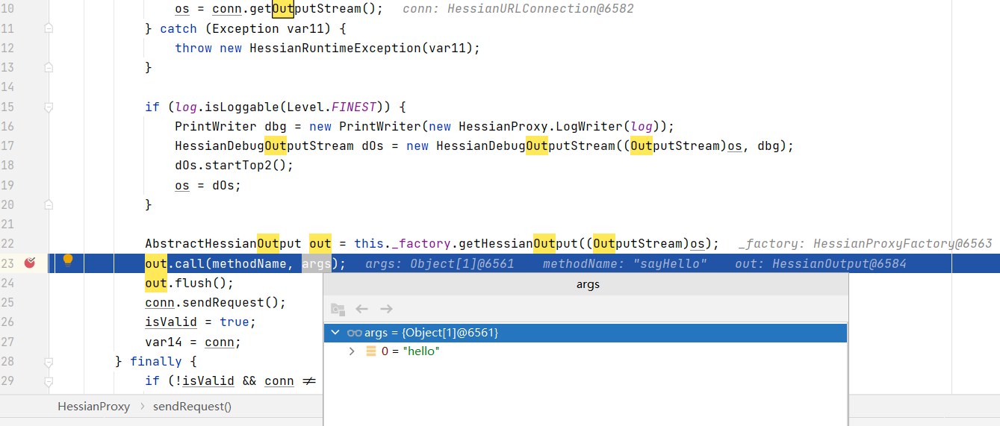 10 os = conn.getOutputStream(); conn: HessianURLConnection@6582
11 } catch (Exception var11) {
12 throw new HessianRuntimeException(var11);
13 }
14
15 if (log.isLoggable(Level.FINEST)) {
16 PrintWriter dbg = new PrintWriter(new HessianProxy.LogWriter(log));
17 HessianDebugOutputStream dOs = new HessianDebugOutputStream((OutputStream)os, dbg);
18 dOs.startTop2();
19 os = dOs;
20 }
21
22 AbstractHessianOutput out = this._factory.getHessianOutput((OutputStream)os); _factory: HessianProxyFactory@6563
23 out.call(methodName, args); args: Object[1]@6561 methodName: "sayHello" out: HessianOutput@6584
24 out.flush();
args
25 conn.sendRequest();
26 isValid = true;
args = {Object[1]@6561}
27 var14 = conn;
0 = "hello"
28 } finally {
29 if (!isValid && conn ≠
HessianProxy > sendRequest()